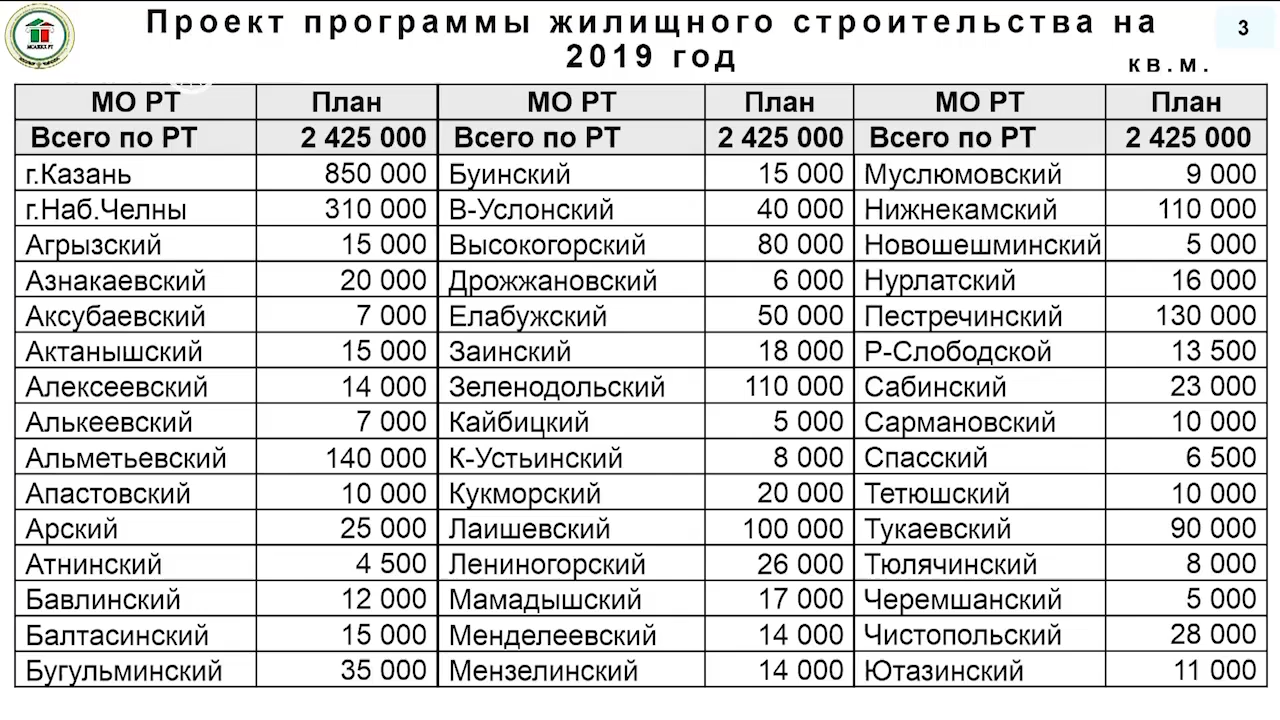 Проект программы жилищного строительства на
2019 год
3
кв.м.
МО РТ План МО РТ План МО РТ План
Всего по РТ 2 425 000 Всего по РТ 2 425 000 Всего по РТ 2 425 000
г.Казань 850 000 Буинский 15 000 Муслюмовский 9 000
г.Наб.Челны 310 000 В-Услонский 40 000 Нижнекамский 110 000
Агрызский 15 000 Высокогорский 80 000 Новошешминский 5 000
Азнакаевский 20 000 Дрожжановский 6 000 Нурлатский 16 000
Аксубаевский 7 000 Елабужский 50 000 Пестречинский 130 000
Актанышский 15 000 Заинский 18 000 Р-Слободской 13 500
Алексеевский 14 000 Зеленодольский 110 000 Сабинский 23 000
Алькеевский 7 000 Кайбицкий 5 000 Сармановский 10 000
Альметьевский 140 000 К-Устьинский 8 000 Спасский 6 500
Апастовский 10 000 Кукморский 20 000 Тетюшский 10 000
Арский 25 000 Лаишевский 100 000 Тукаевский 90 000
Атнинский 4 500 Лениногорский 26 000 Тюлячинский 8 000
Бавлинский 12 000 Мамадышский 17 000 Черемшанский 5 000
Балтасинский 15 000 Менделеевский 14 000 Чистопольский 28 000
Бугульминский 35 000 Мензелинский 14 000 Ютазинский 11 000